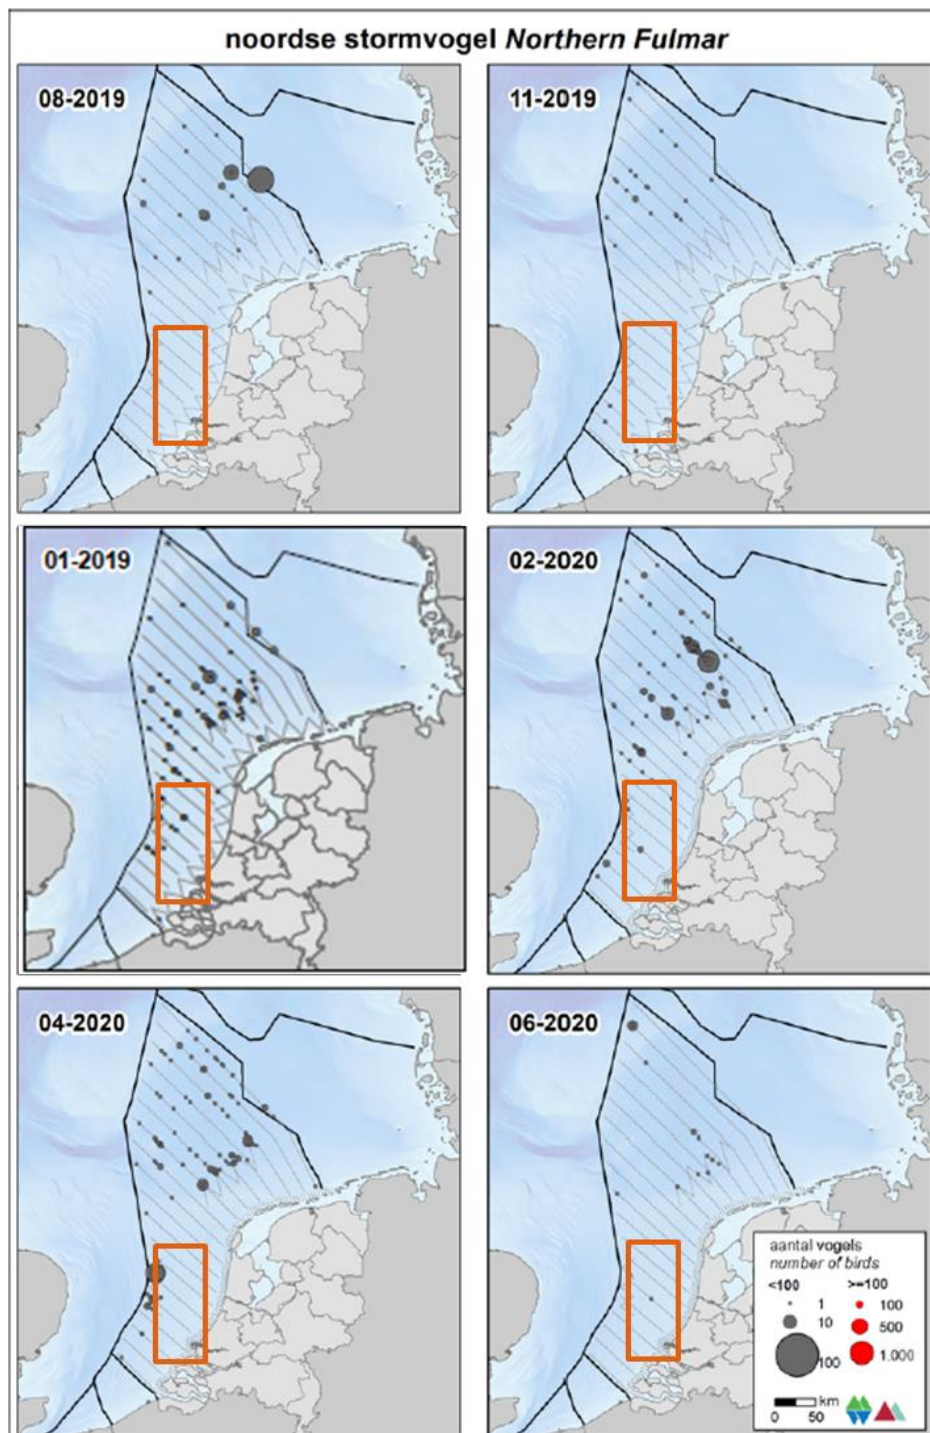 noordse stormvogel Northern Fulmar
08-2019
11-2019
01-2019
02-2020
04-2020
06-2020
aantal vogels
number of birds
<100 >=100
1 100
10 500
100 1.000
km
0 50